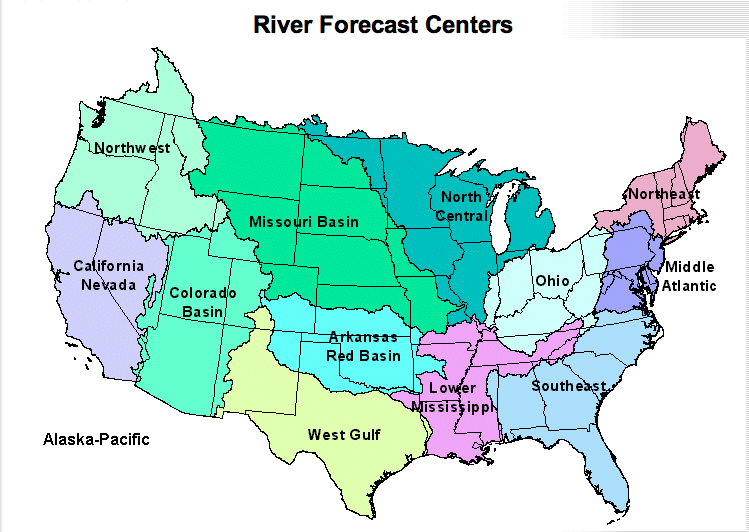 River Forecast Centers
Northwest
Northeast
North
Central
Missouri Basin
California
Nevada
Colorado
Basin
Ohio
Middle
Atlantic
Arkansas
Red Basin
Lower
Mississippi
Southeast
West Gulf
Alaska-Pacific